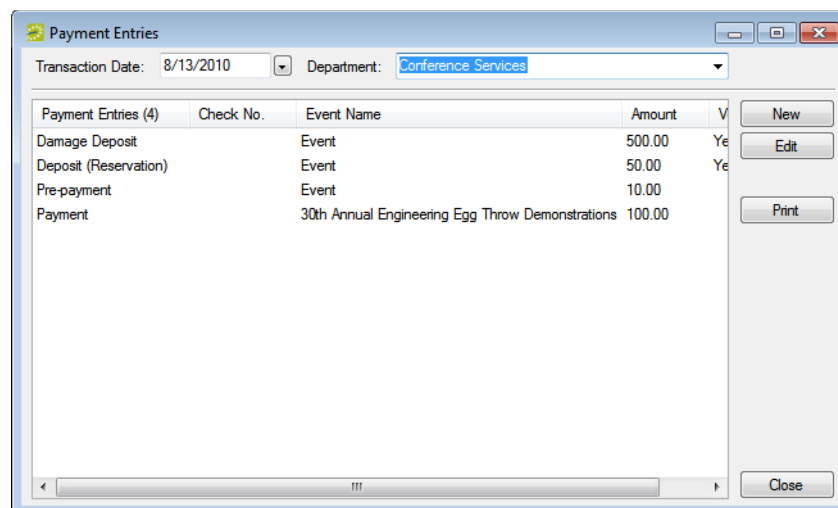 Payment Entries
Transaction Date: 8/13/2010 Department: Conference Services
Payment Entries (4) Check No. Event Name Amount V New
Damage Deposit Event 500.00 Ye Edit
Deposit (Reservation) Event 50.00 Ye
Pre-payment Event 10.00
Payment 30th Annual Engineering Egg Throw Demonstrations 100.00 Print
Close